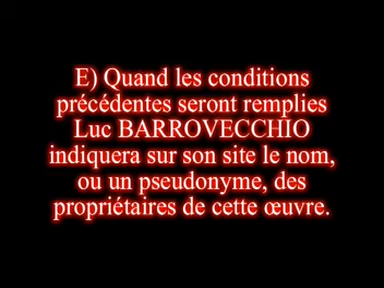 E) Quand les conditions
précédentes seront remplies
Luc BARROVECCHIO
indiquera sur son site le nom,
ou un pseudonyme, des
propriétaires de cette œuvre.